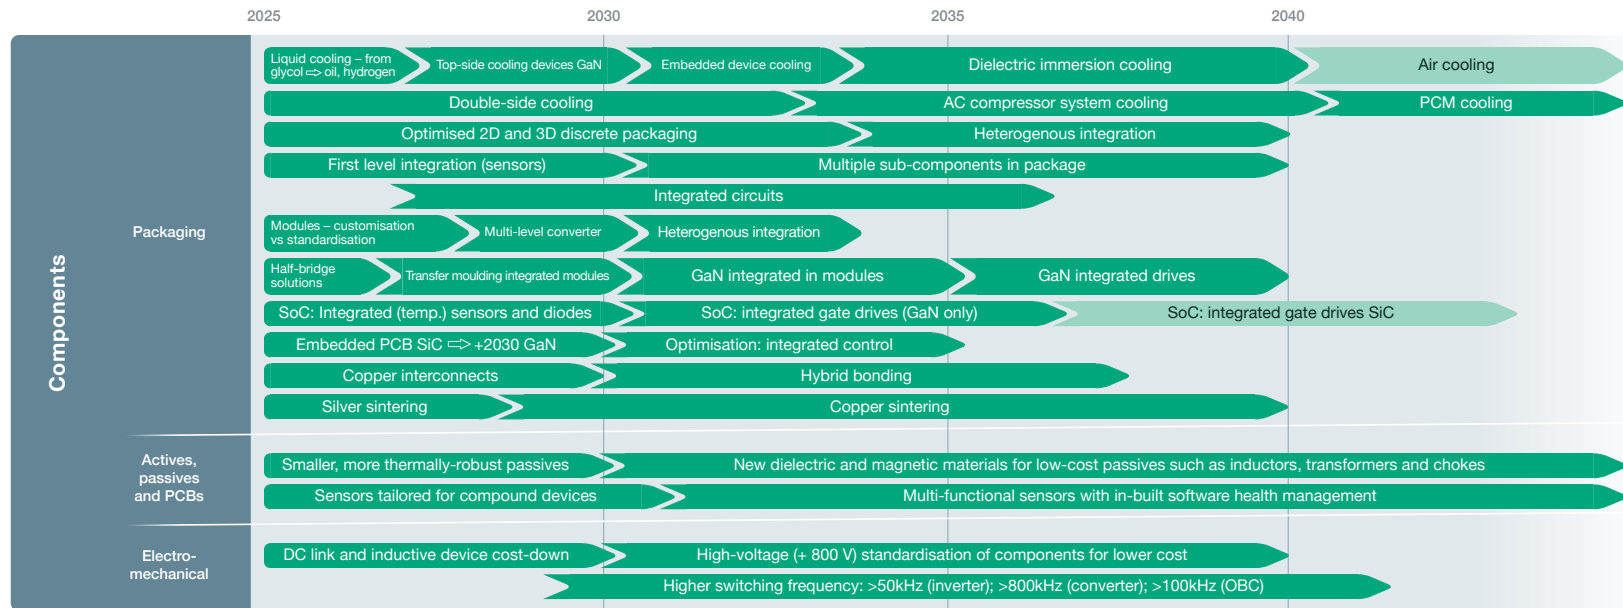 2025 2030 2035 2040
Components
Packaging
Liquid cooling – from
glycol ⇨ oil, hydrogen
Top-side cooling devices GaN
Embedded device cooling
Dielectric immersion cooling
Air cooling
Double-side cooling
AC compressor system cooling
PCM cooling
Optimised 2D and 3D discrete packaging
Heterogenous integration
First level integration (sensors)
Multiple sub-components in package
Integrated circuits
Modules – customisation
vs standardisation
Multi-level converter
Heterogenous integration
Half-bridge
solutions
Transfer moulding integrated modules
GaN integrated in modules
GaN integrated drives
SoC: Integrated (temp.) sensors and diodes
SoC: integrated gate drives (GaN only)
SoC: integrated gate drives SiC
Embedded PCB SiC ⇨ +2030 GaN
Optimisation: integrated control
Copper interconnects
Hybrid bonding
Silver sintering
Copper sintering
Actives,
passives
and PCBs
Smaller, more thermally-robust passives
New dielectric and magnetic materials for low-cost passives such as inductors, transformers and chokes
Sensors tailored for compound devices
Multi-functional sensors with in-built software health management
Electro-
mechanical
DC link and inductive device cost-down
High-voltage (+ 800 V) standardisation of components for lower cost
Higher switching frequency: >50kHz (inverter); >800kHz (converter); >100kHz (OBC)